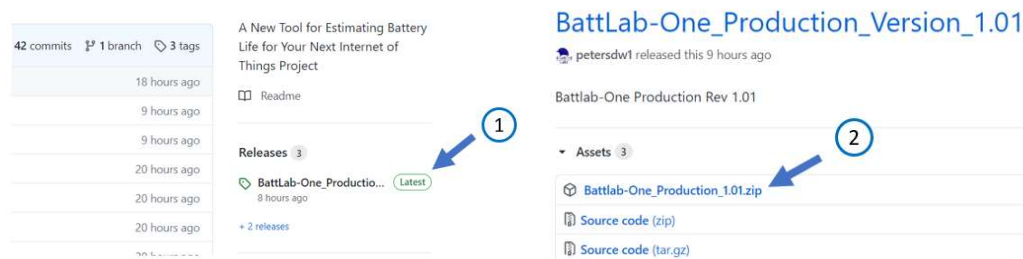 42 commits 1 branch 3 tags
18 hours ago
9 hours ago
9 hours ago
20 hours ago
20 hours ago
20 hours ago
A New Tool for Estimating Battery
Life for Your Next Internet of
Things Project
Readme
Releases 3
BattLab-One_Productio... Latest
8 hours ago
+ 2 releases
1
BattLab-One_Production_Version_1.01
petersdw1 released this 9 hours ago
Battlab-One Production Rev 1.01
2
Assets 3
Battlab-One_Production_1.01.zip
Source code (zip)
Source code (tar.gz)